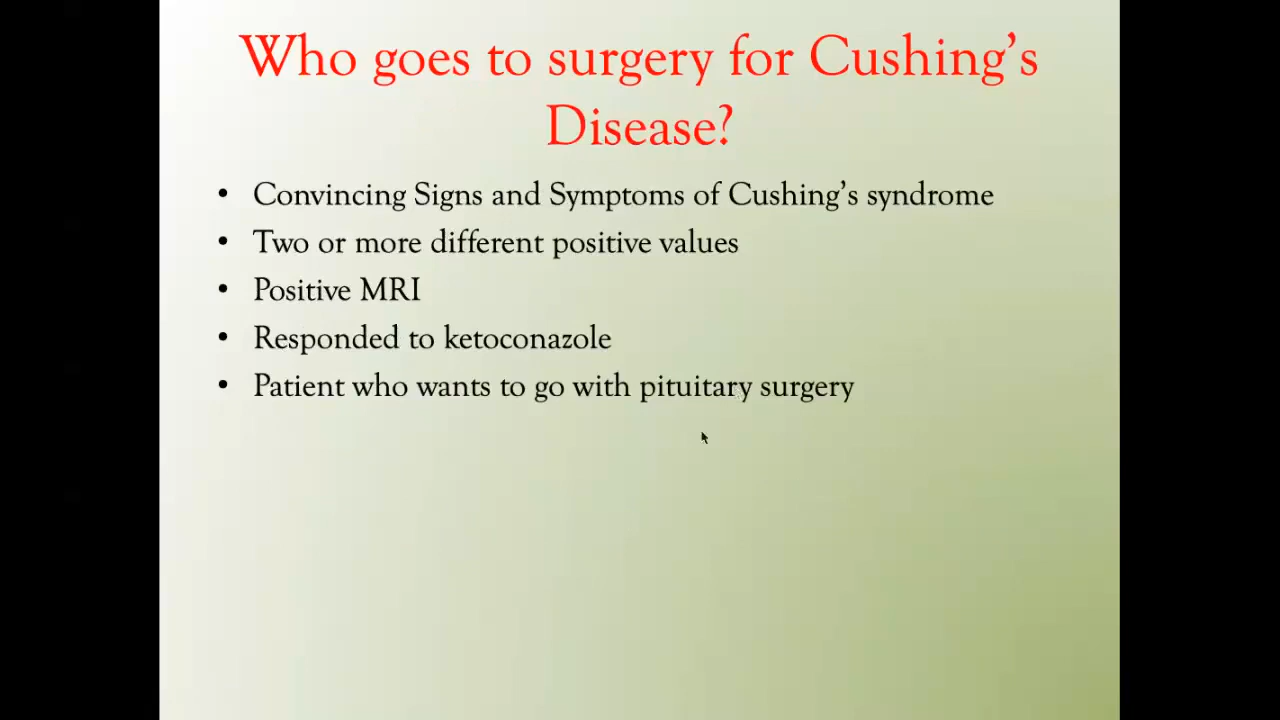 Who goes to surgery for Cushing’s
Disease?
• Convincing Signs and Symptoms of Cushing’s syndrome
• Two or more different positive values
• Positive MRI
• Responded to ketoconazole
• Patient who wants to go with pituitary surgery